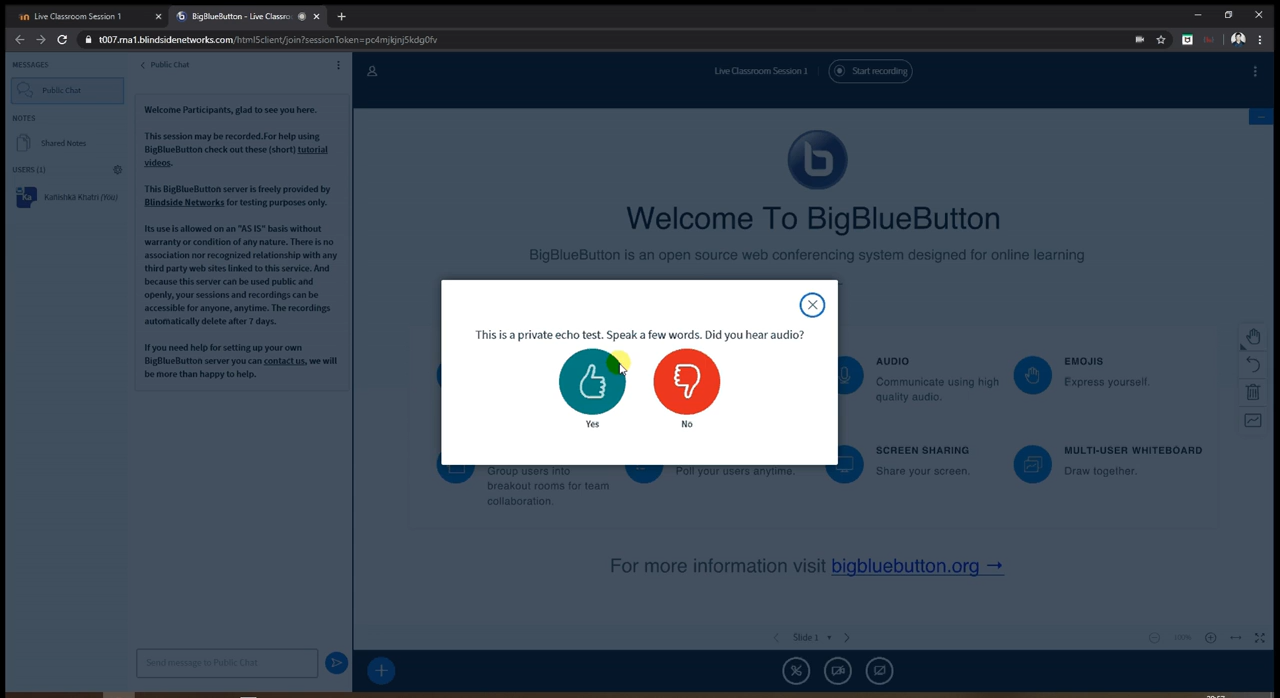 Live Classroom Session 1
BigBlueButton - Live Classroo
t007.rna1.blindsidenetworks.com/html5client/join?sessionToken=pc4mjkjnj5kdg0fv
MESSAGES
Public Chat
NOTES
Shared Notes
USERS (1)
Ka
Kanishka Khatri (You)
Public Chat
Welcome Participants, glad to see you here.
This session may be recorded.For help using
BigBlueButton check out these (short) tutorial
videos.
This BigBlueButton server is freely provided by
Blindside Networks for testing purposes only.
Its use is allowed on an "AS IS" basis without
warranty or condition of any nature. There is no
association nor recognized relationship with any
third party web sites linked to this service. And
because this server can be used public and
openly, your sessions and recordings can be
accessible for anyone, anytime. The recordings
automatically delete after 7 days.
If you need help for setting up your own
BigBlueButton server you can contact us, we will
be more than happy to help.
Send message to Public Chat
Live Classroom Session 1
Start recording
Welcome To BigBlueButton
BigBlueButton is an open source web conferencing system designed for online learning
This is a private echo test. Speak a few words. Did you hear audio?
Yes
No
AUDIO
Communicate using high
quality audio.
EMOJIS
Express yourself.
Group users into
breakout rooms for team
collaboration.
Poll your users anytime.
SCREEN SHARING
Share your screen.
MULTI-USER WHITEBOARD
Draw together.
For more information visit bigbluebutton.org →
Slide 1
100%